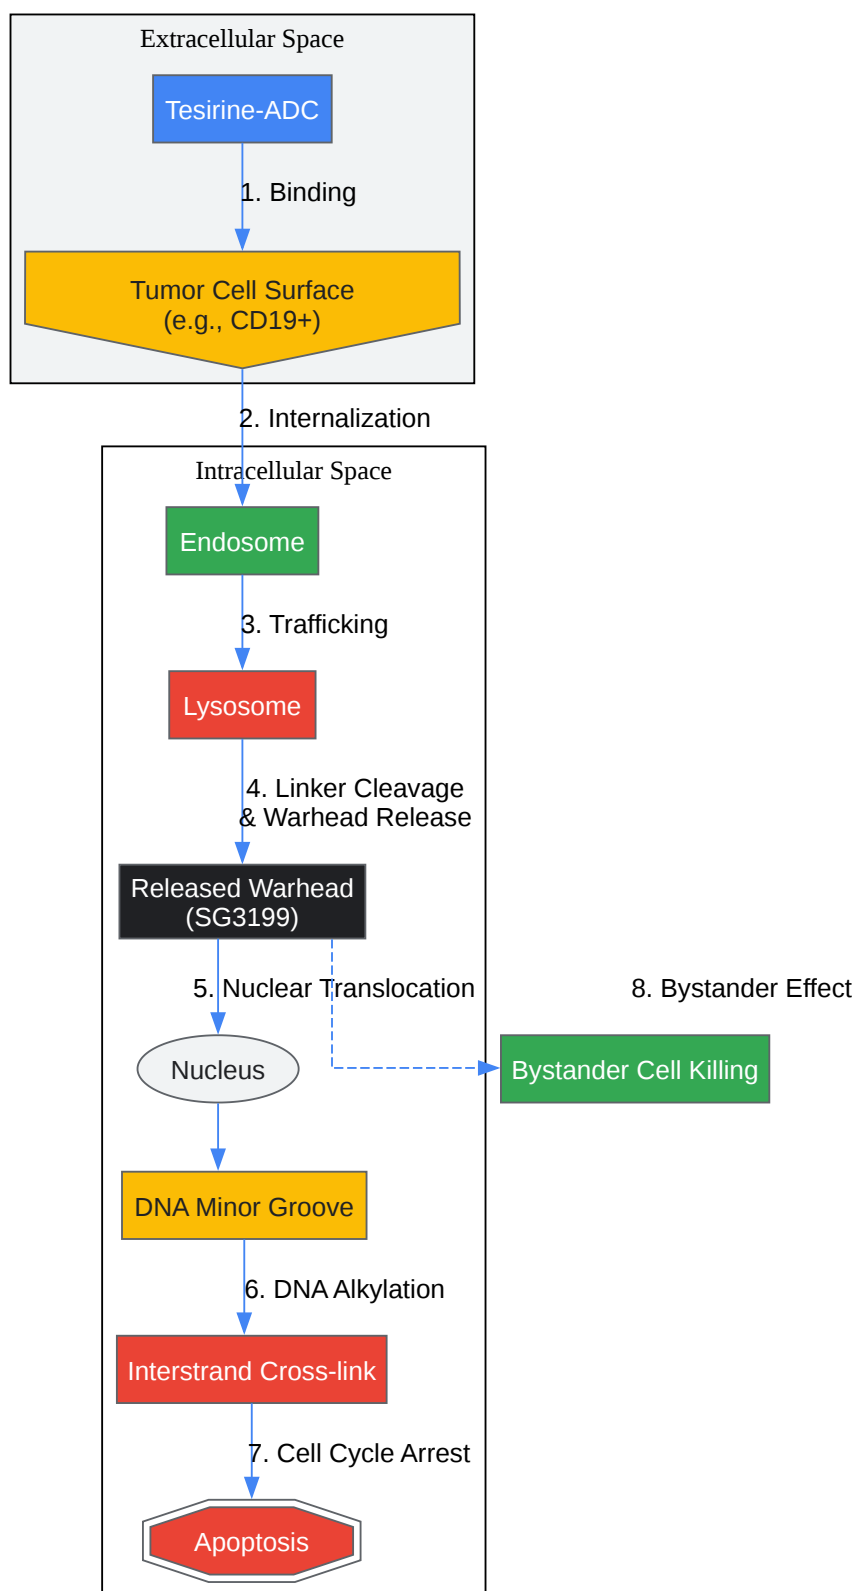 Extracellular Space
Tesirine-ADC
1. Binding
Tumor Cell Surface
(e.g., CD19+)
2. Internalization
Intracellular Space
Endosome
3. Trafficking
Lysosome
4. Linker Cleavage
& Warhead Release
Released Warhead
(SG3199)
5. Nuclear Translocation
8. Bystander Effect
Nucleus
Bystander Cell Killing
DNA Minor Groove
6. DNA Alkylation
Interstrand Cross-link
7. Cell Cycle Arrest
Apoptosis